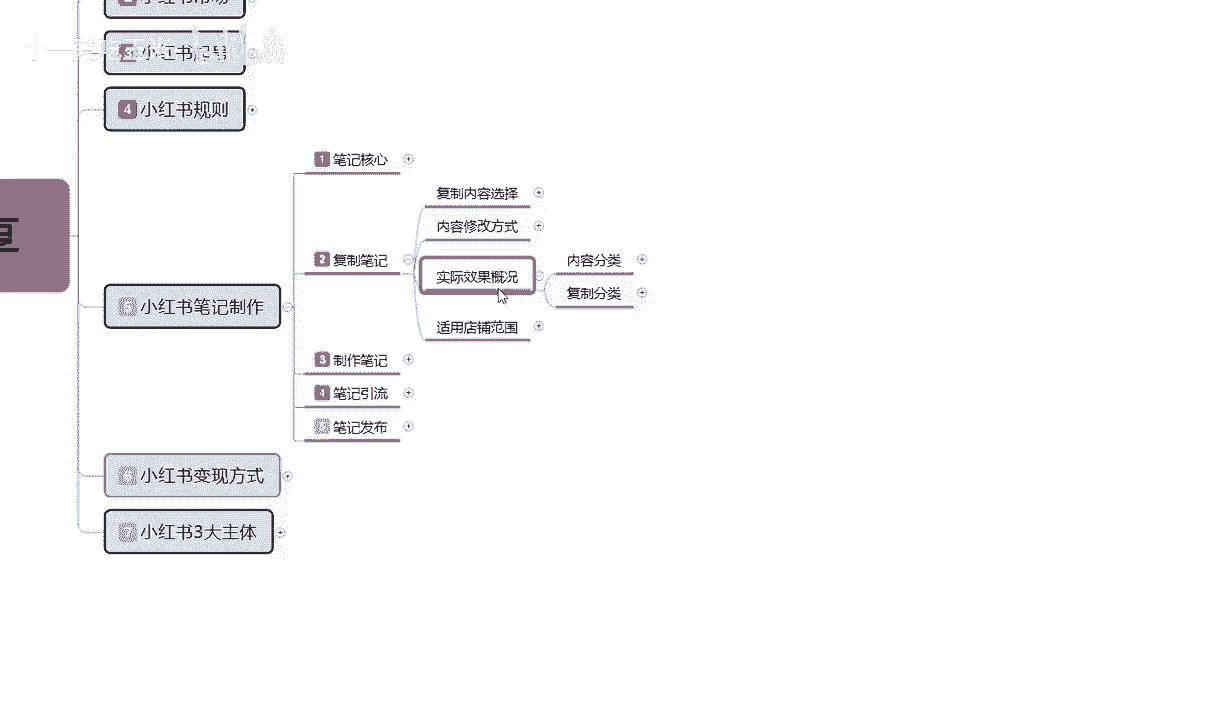 3 小红书起号
4 小红书规则
1 笔记核心
复制内容选择
内容修改方式
2 复制笔记
实际效果概况
内容分类
复制分类
5 小红书笔记制作
适用店铺范围
3 制作笔记
4 笔记引流
5 笔记发布
6 小红书变现方式
7 小红书3大主体